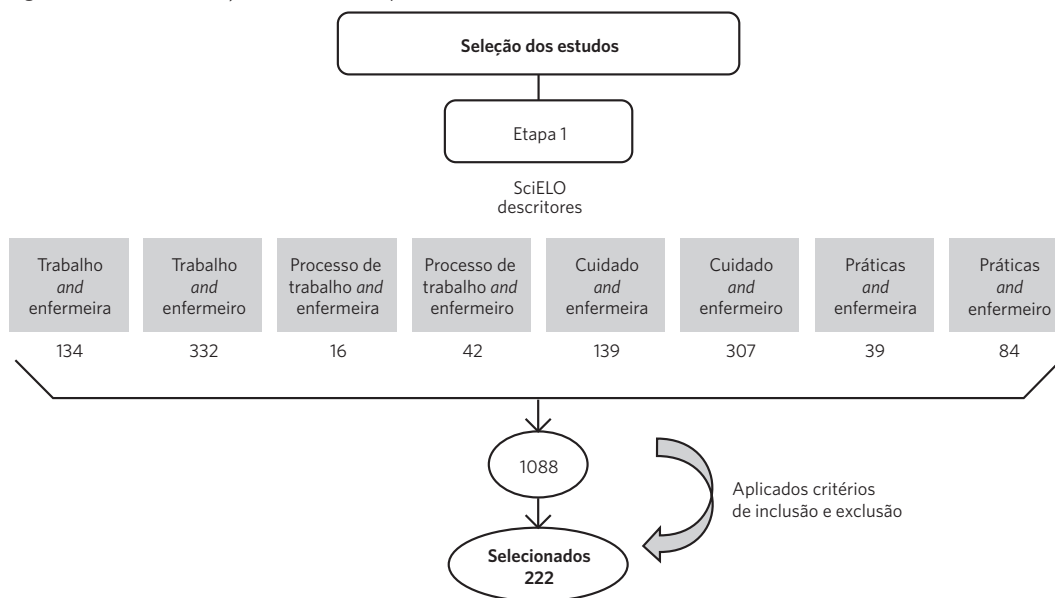 Seleção dos estudos
Etapa 1
SciELO
descritores
Trabalho
and
enfermeira
Trabalho
and
enfermeiro
Processo de
trabalho and
enfermeira
Processo de
trabalho and
enfermeiro
Cuidado
and
enfermeira
Cuidado
and
enfermeiro
Práticas
and
enfermeira
Práticas
and
enfermeiro
134
332
16
42
139
307
39
84
1088
Aplicados critérios
de inclusão e exclusão
Selecionados
222